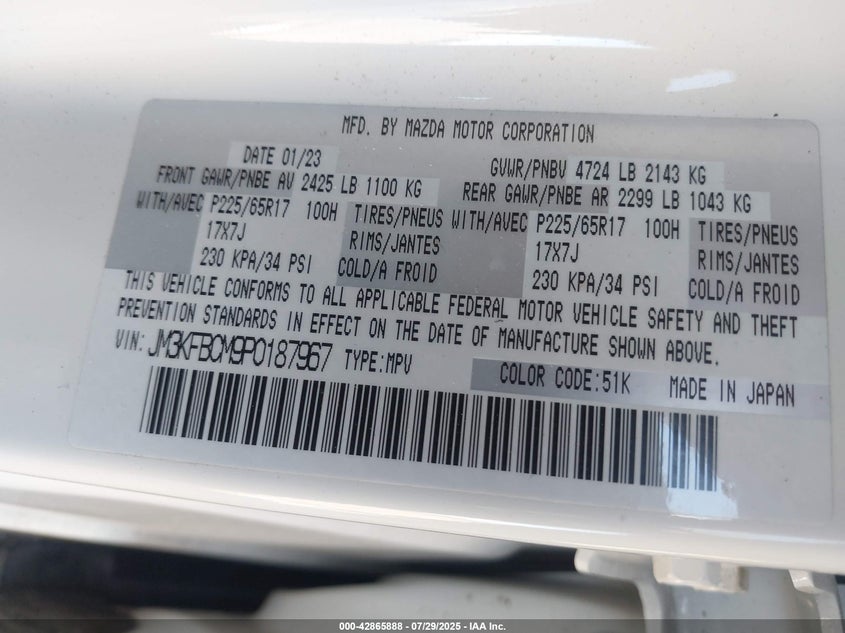 MFD. BY MAZDA MOTOR CORPORATION
DATE 01/23 GVWR/PNBV 4724 LB 2143 KG
FRONT GAWR/PNBE AV 2425 LB 1100 KG REAR GAWR/PNBE AR 2299 LB 1043 KG
WITH/AVEC P225/65R17 100H TIRES/PNEUS WITH/AVEC P225/65R17 100H TIRES/PNEUS
17X7J RIMS/JANTES 17X7J RIMS/JANTES
230 KPA/34 PSI COLD/A FROID 230 KPA/34 PSI COLD/A FROID
THIS VEHICLE CONFORMS TO ALL APPLICABLE FEDERAL MOTOR VEHICLE SAFETY AND THEFT
PREVENTION STANDARDS IN EFFECT ON THE DATE OF MANUFACTURE SHOWN ABOVE.
VIN: JM3KFBCM9P0187967 TYPE:MPV COLOR CODE:51K MADE IN JAPAN
000-42865888 - 07/29/2025 - IAA Inc.